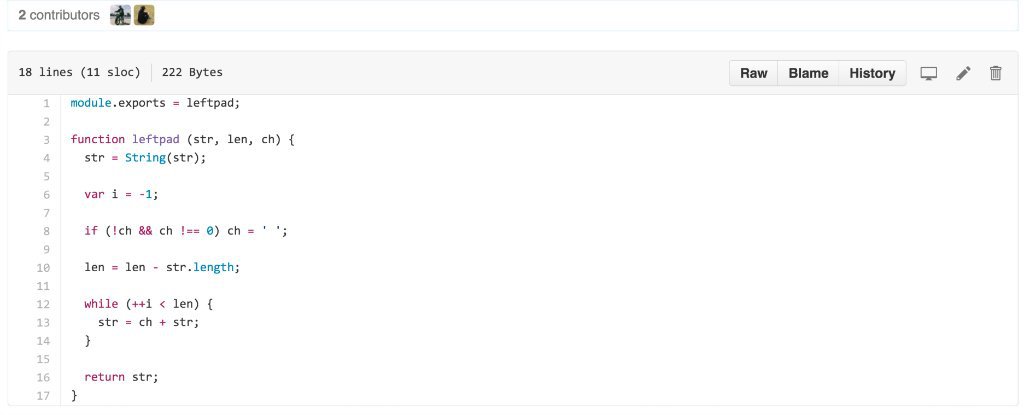 2 contributors
18 lines (11 sloc) 222 Bytes Raw Blame History
1 module.exports = leftpad;
2
3 function leftpad (str, len, ch) {
4 str = String(str);
5
6 var i = -1;
7
8 if (!ch && ch !== 0) ch = ' ';
9
10 len = len - str.length;
11
12 while (++i < len) {
13 str = ch + str;
14 }
15
16 return str;
17 }